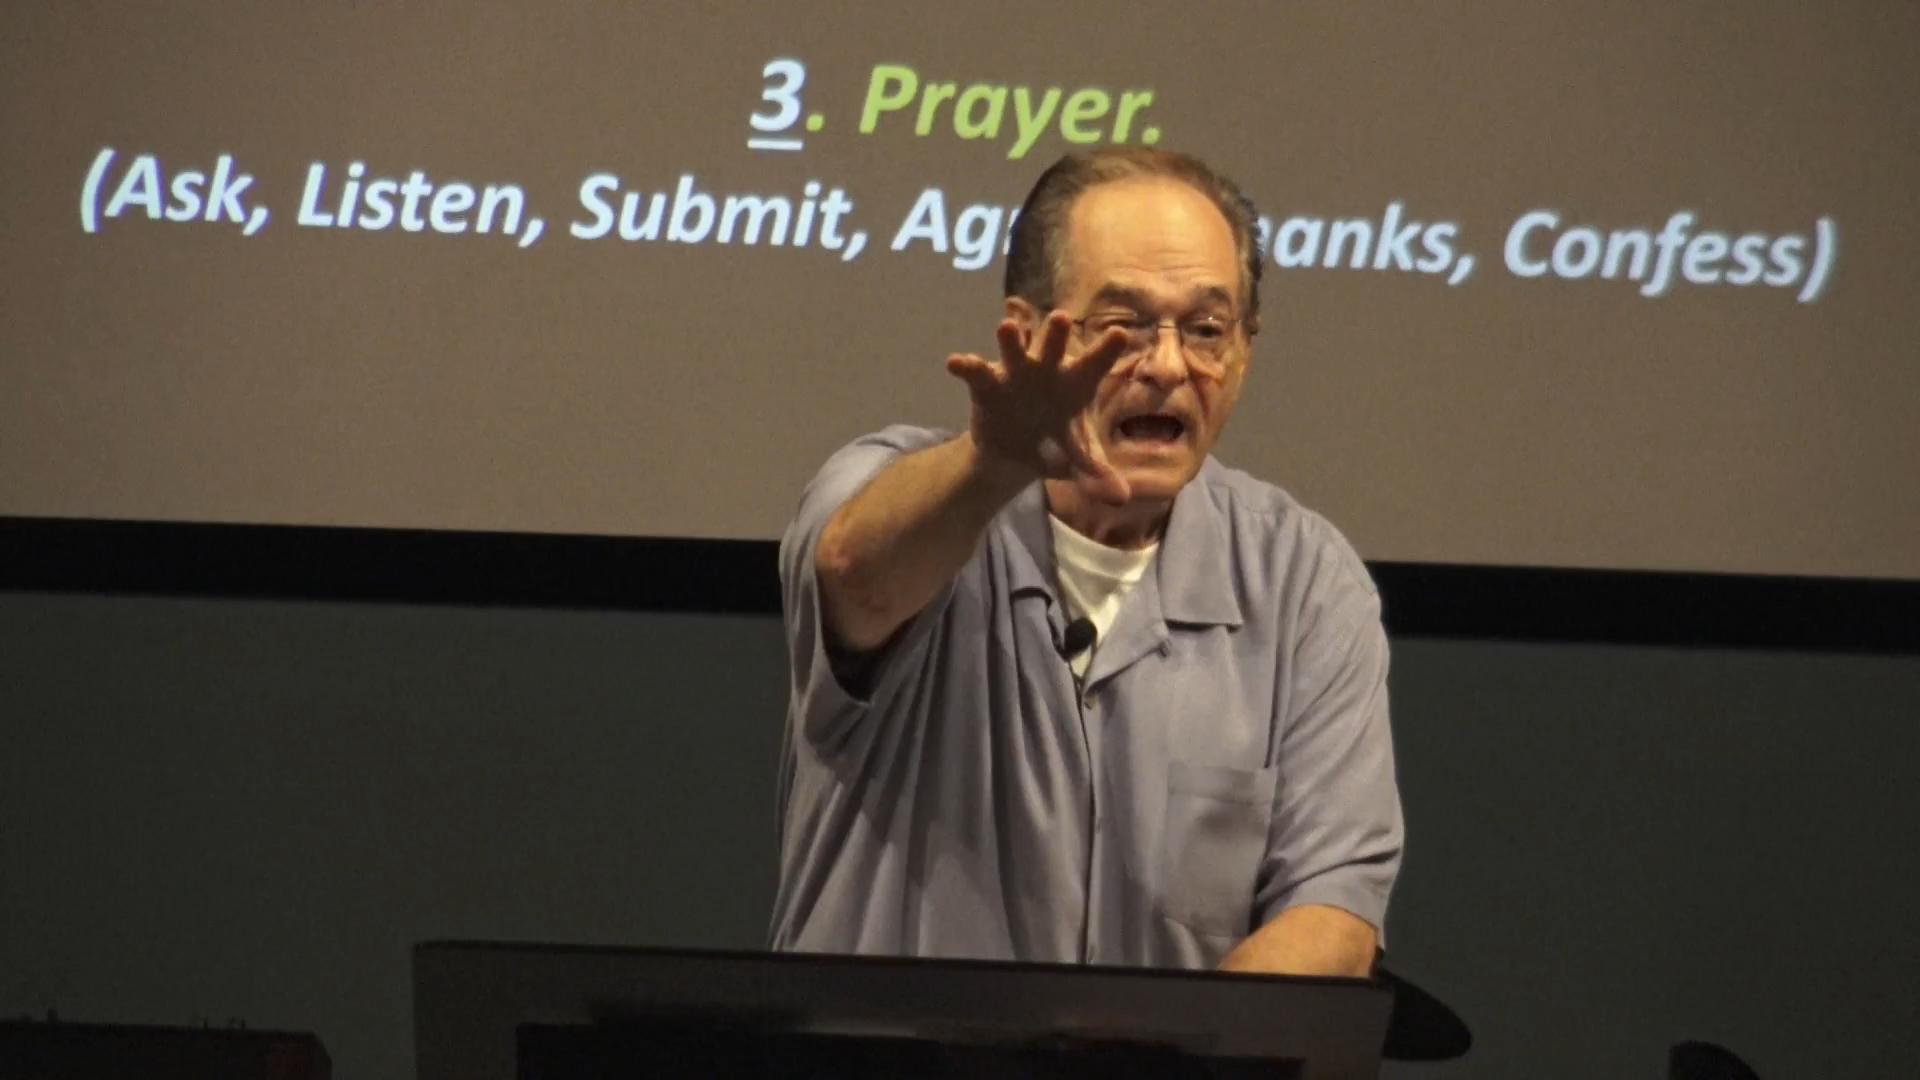 3. Prayer.
(Ask, Listen, Submit, Confess)